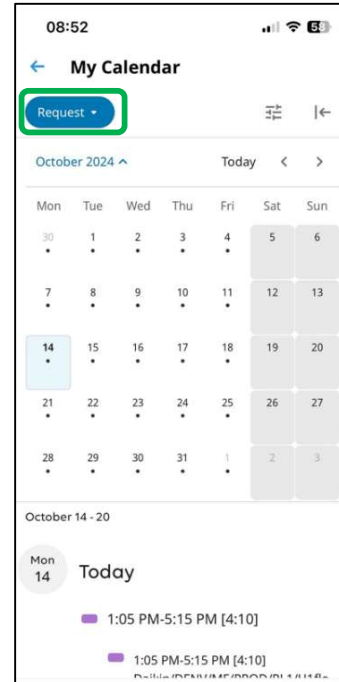 08:52 58
My Calendar
Request
October 2024 Today
Mon Tue Wed Thu Fri Sat Sun
30 1 2 3 4 5 6
7 8 9 10 11 12 13
14 15 16 17 18 19 20
21 22 23 24 25 26 27
28 29 30 31 1 2 3
October 14 - 20
Mon
14 Today
1:05 PM-5:15 PM [4:10]
1:05 PM-5:15 PM [4:10]